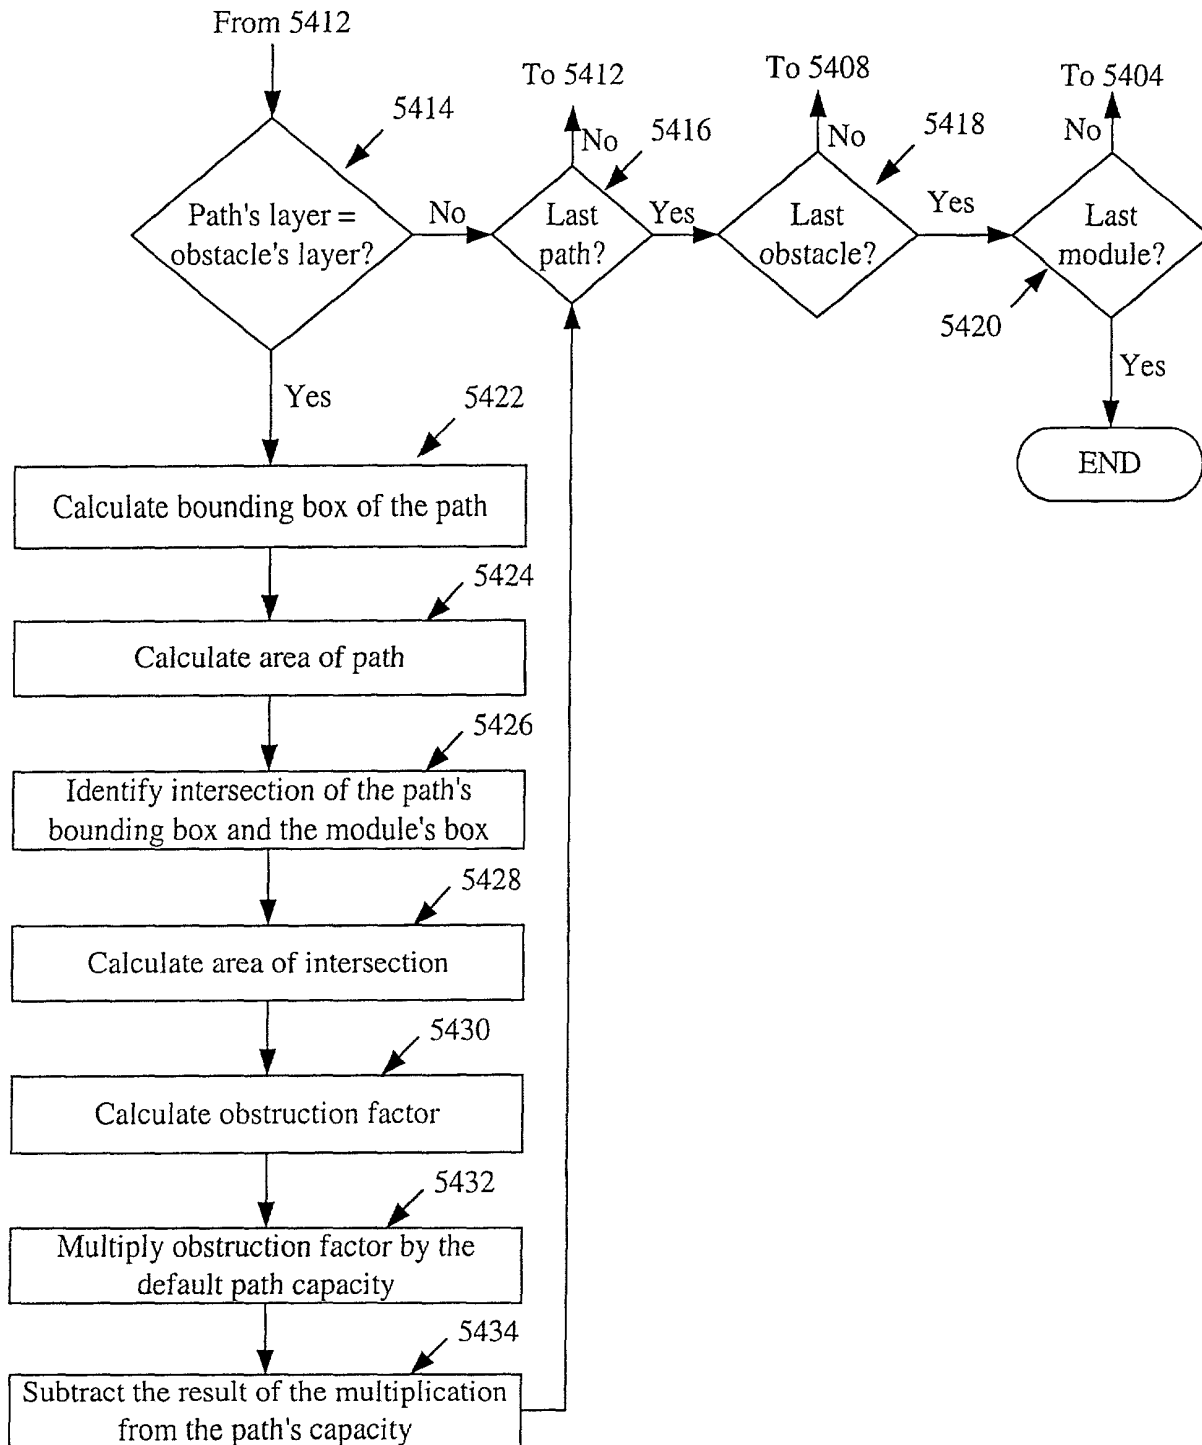 From 5412
To 5412
To 5408
To 5404
5414
No
5416
No
5418
No
Path's layer =
obstacle's layer?
No
Last
path?
Yes
Last
obstacle?
Yes
Last
module?
5420
Yes
Yes
END
5422
Calculate bounding box of the path
5424
Calculate area of path
5426
Identify intersection of the path's
bounding box and the module's box
5428
Calculate area of intersection
5430
Calculate obstruction factor
5432
Multiply obstruction factor by the
default path capacity
5434
Subtract the result of the multiplication
from the path's capacity